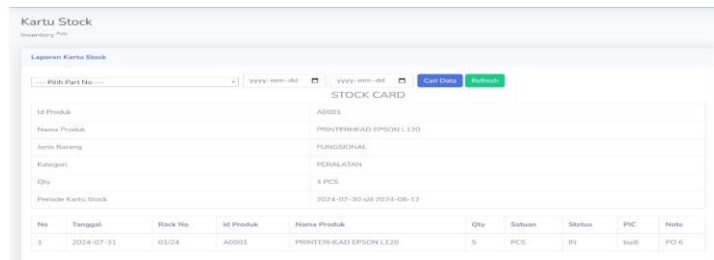 Kartu Stock
Inventory App
Laporan Kartu Stock
--- Pilih Part No --- yyyy-mm-dd yyyy-mm-dd Cari Data Refresh
STOCK CARD
Id Produk A0001
Nama Produk PRINTERHEAD EPSON L120
Jenis Barang FUNGSIONAL
Kategori PERALATAN
Qty 4 PCS
Periode Kartu Stock 2024-07-30 s/d 2024-08-12
No Tanggal Rack No Id Produk Nama Produk Qty Satuan Status PIC Note
1 2024-07-31 01/24 A0001 PRINTERHEAD EPSON L120 5 PCS IN budi PO 6